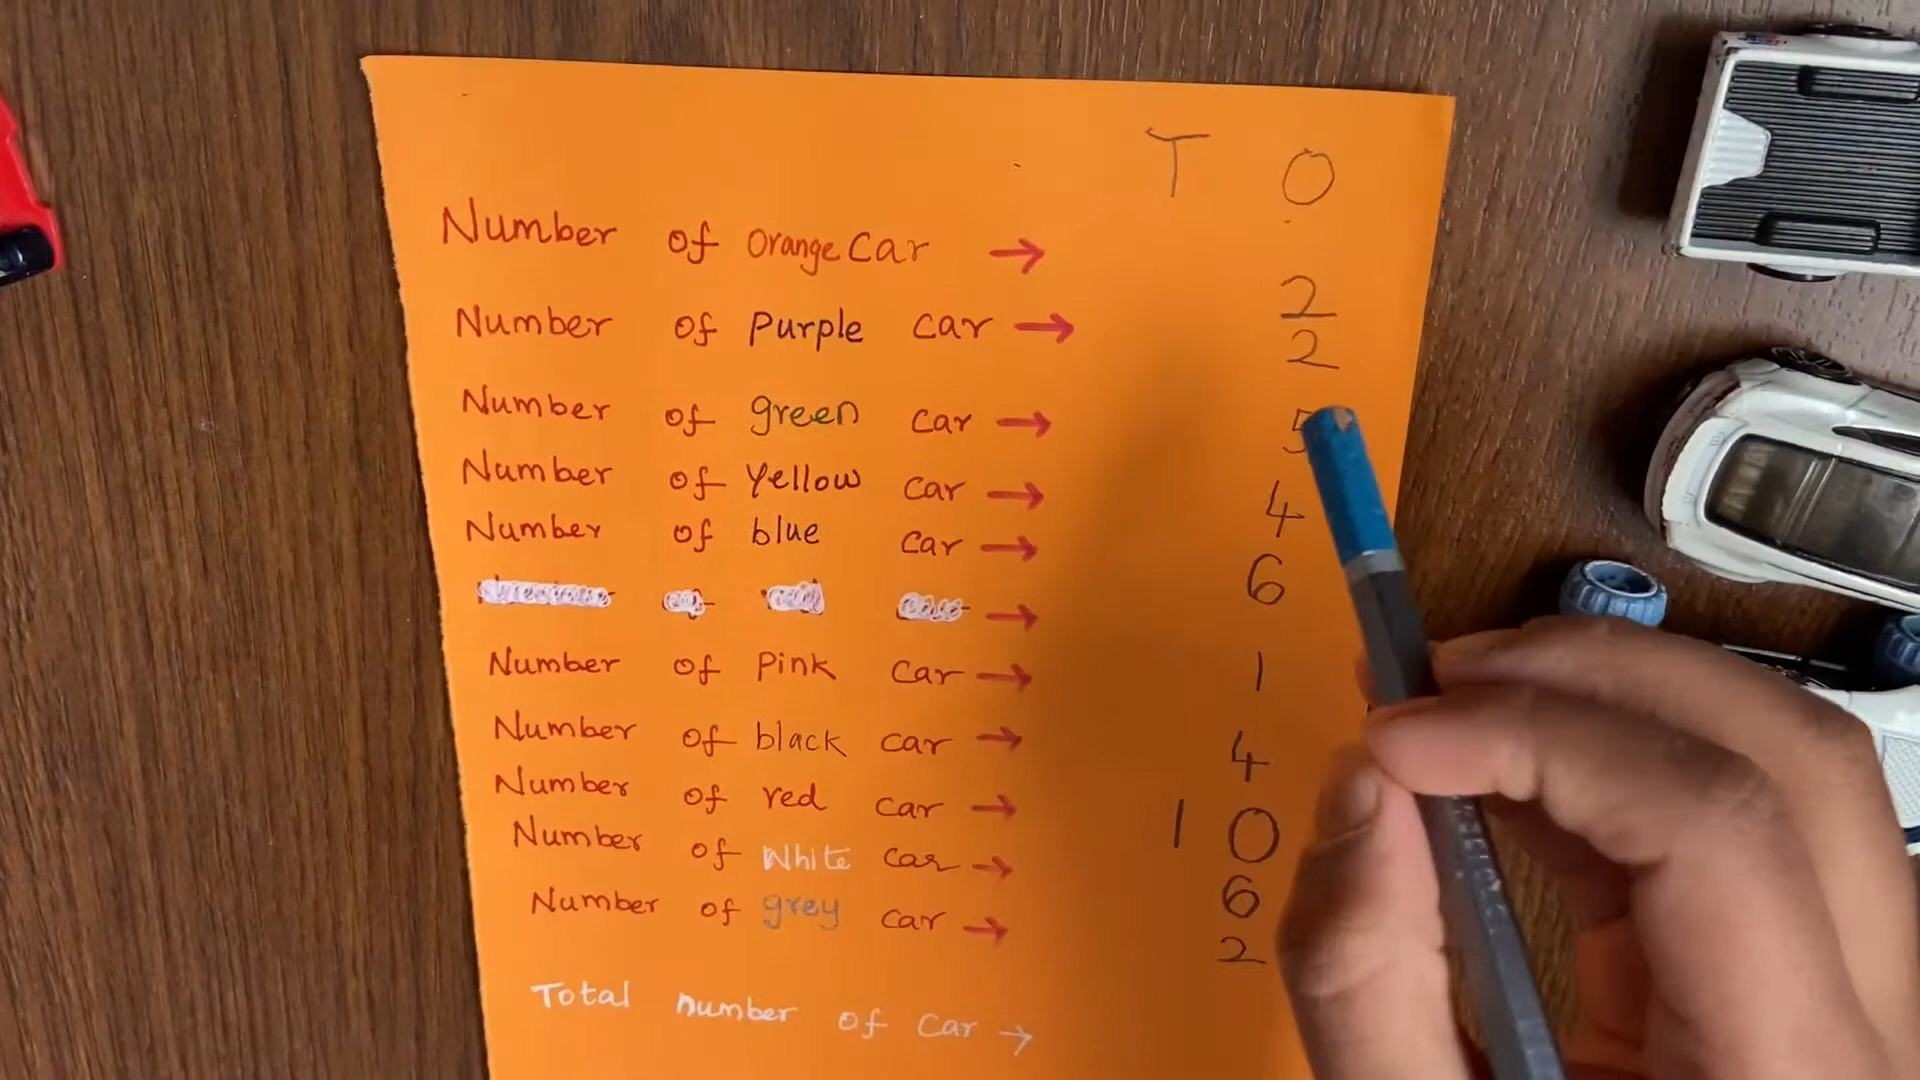 T O
Number of orange car → 2
Number of Purple car → 2
Number of green car → 5
Number of Yellow car → 4
Number of blue car → 6
→
Number of Pink car → 1
Number of black car → 4
Number of red car → 10
Number of White car → 6
Number of grey car → 2
Total number of car →